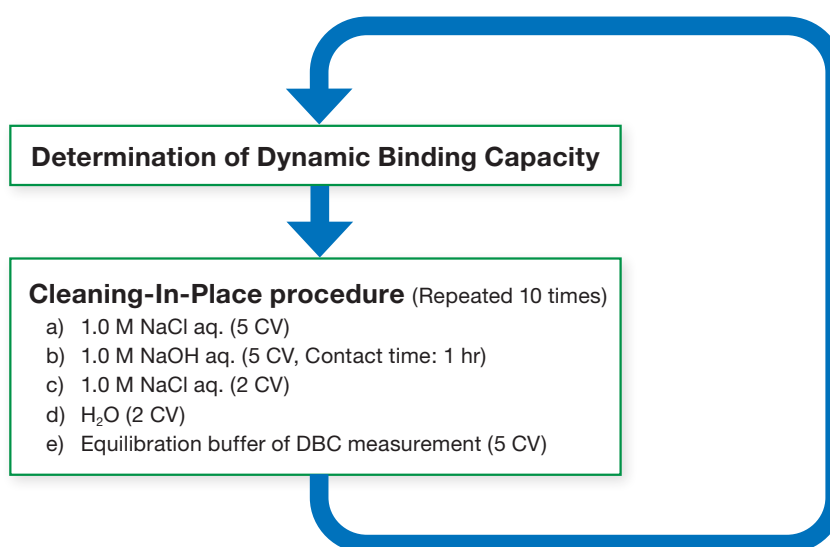 Determination of Dynamic Binding Capacity
Cleaning-In-Place procedure (Repeated 10 times)
a) 1.0 M NaCl aq. (5 CV)
b) 1.0 M NaOH aq. (5 CV, Contact time: 1 hr)
c) 1.0 M NaCl aq. (2 CV)
d) H₂O (2 CV)
e) Equilibration buffer of DBC measurement (5 CV)